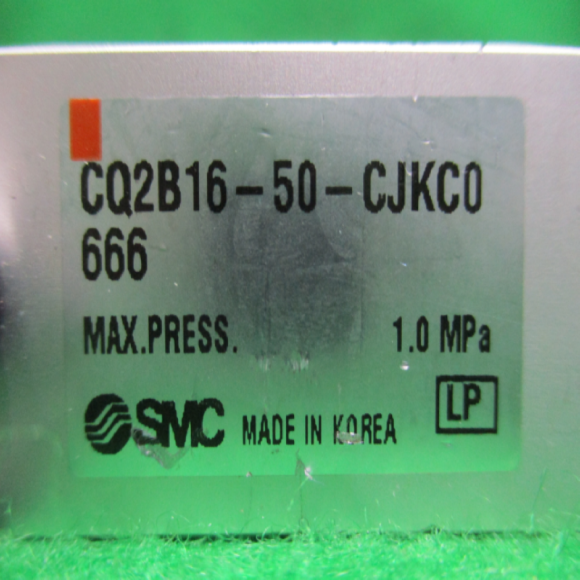 CQ2B16-50-CJKC0
666
MAX.PRESS. 1.0 MPa
SMC MADE IN KOREA LP